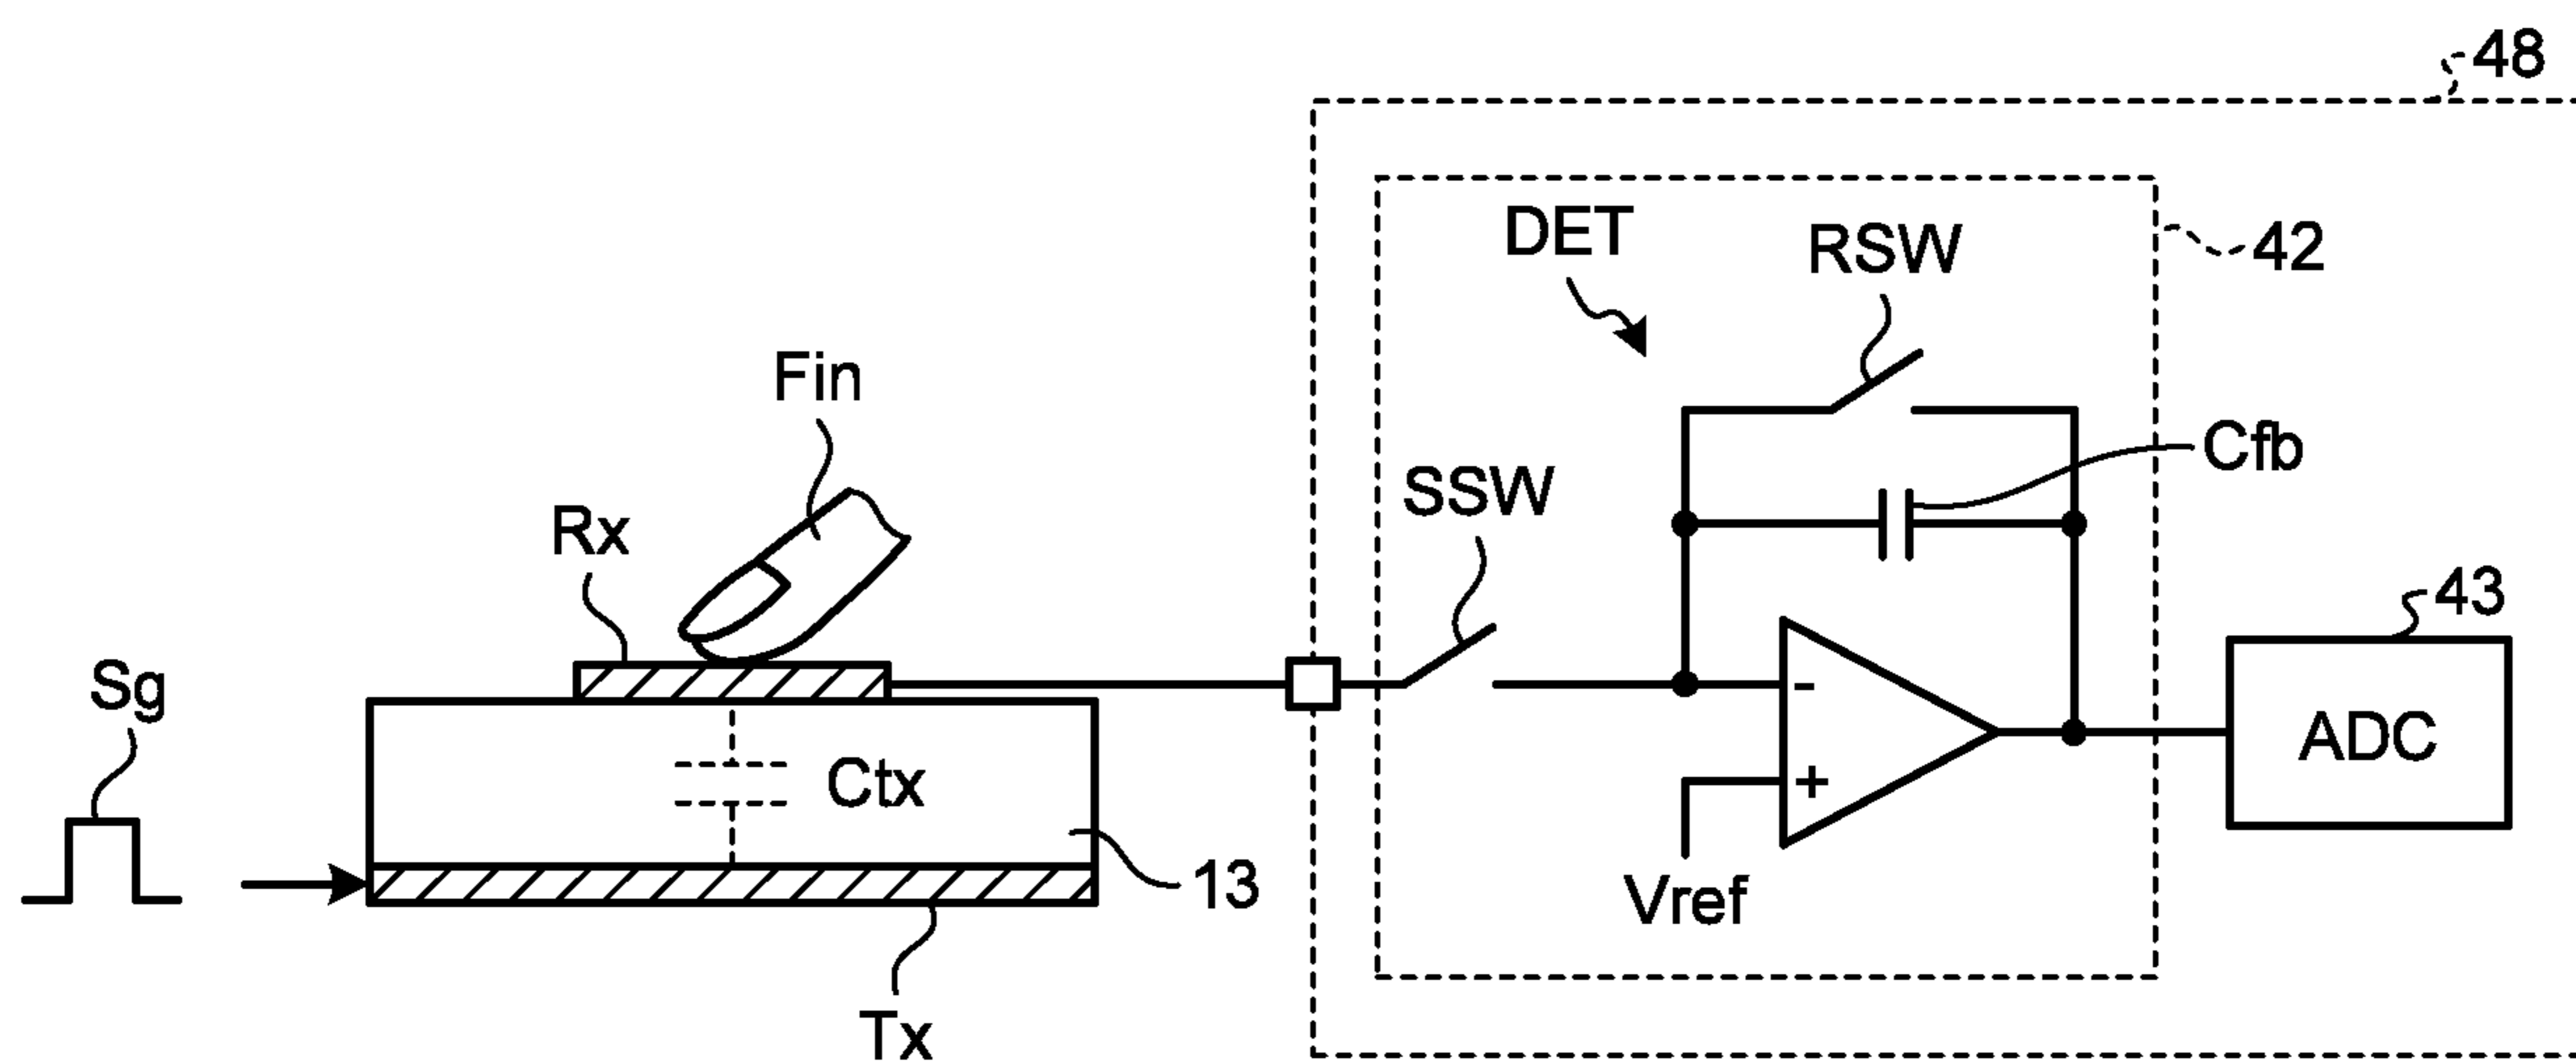 48
DET
RSW
42
Fin
Cfb
SSW
Rx
43
Sg
-
ADC
Ctx
+
13
Vref
Tx